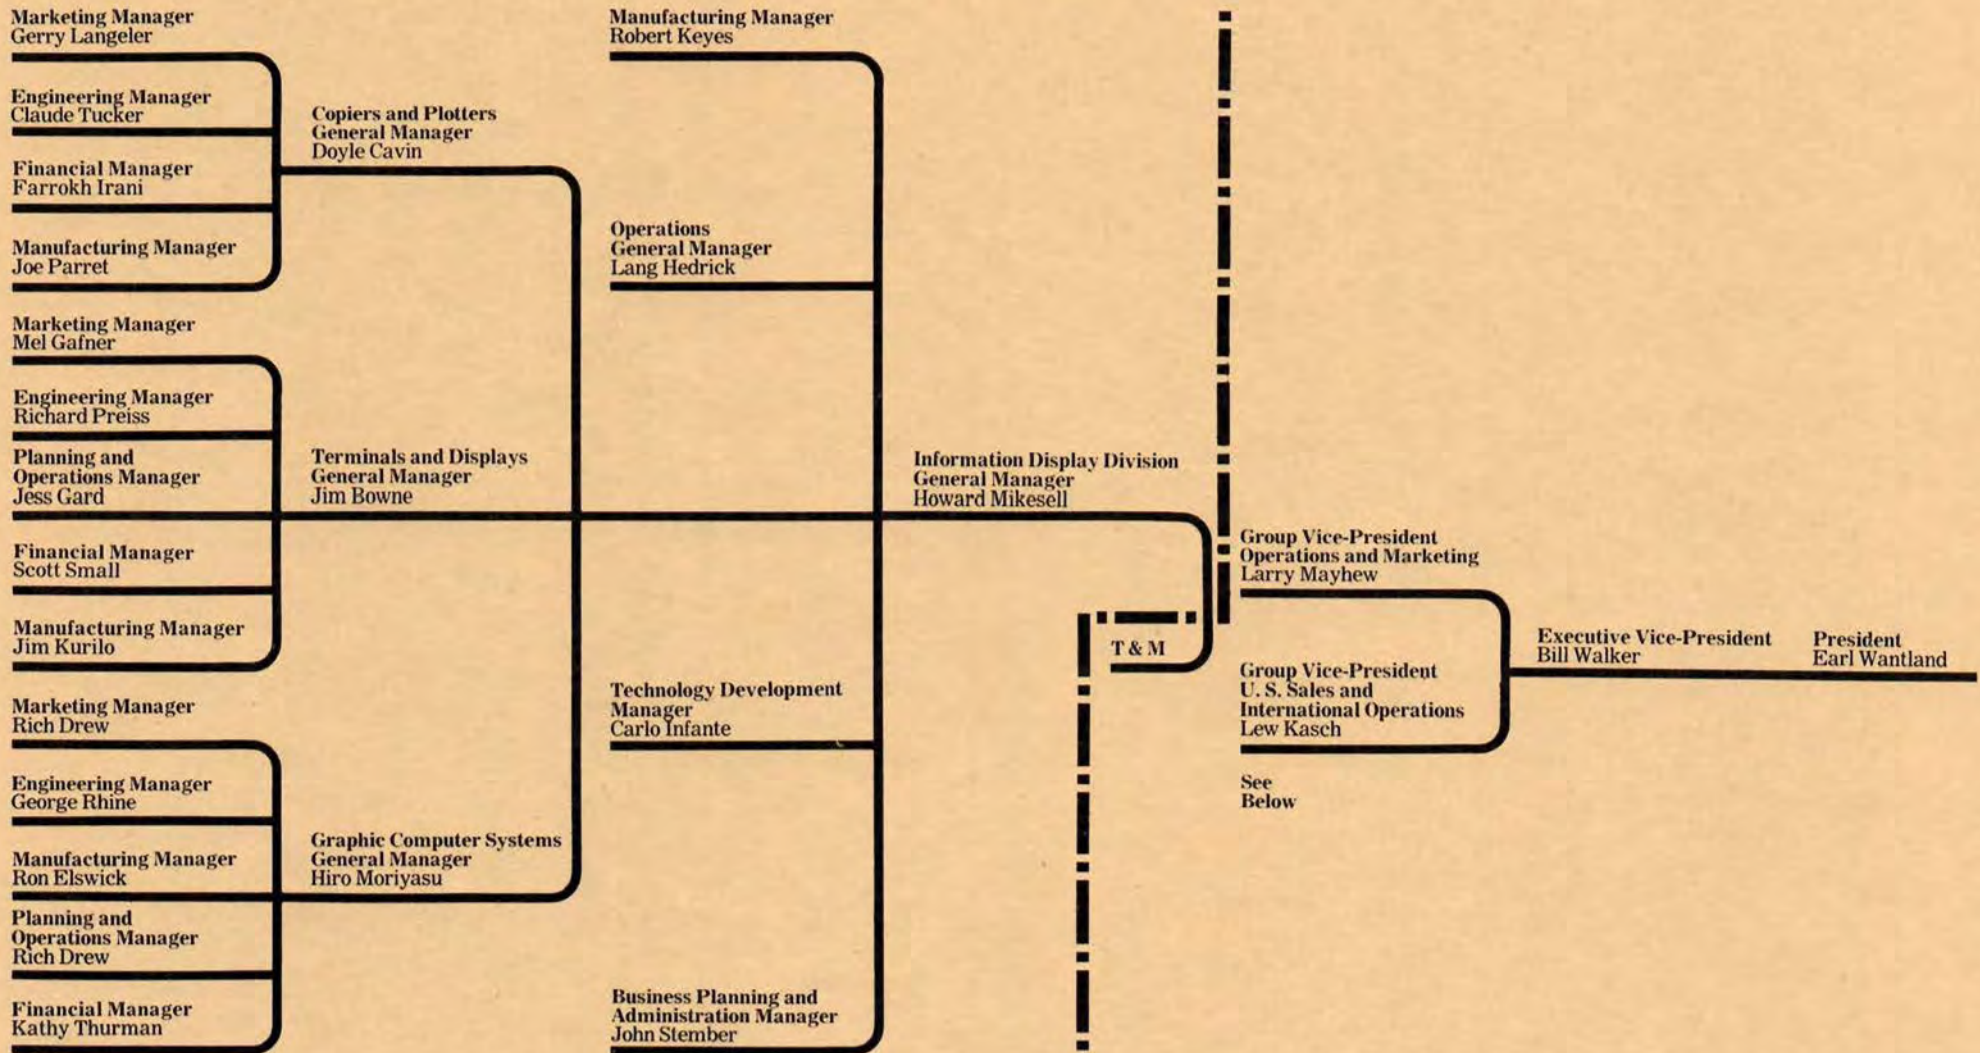 Marketing Manager
Gerry Langeler
Engineering Manager
Claude Tucker
Financial Manager
Farrokh Irani
Manufacturing Manager
Joe Parret
Marketing Manager
Mel Gafner
Engineering Manager
Richard Preiss
Planning and
Operations Manager
Jess Gard
Financial Manager
Scott Small
Manufacturing Manager
Jim Kurilo
Marketing Manager
Rich Drew
Engineering Manager
George Rhine
Manufacturing Manager
Ron Elswick
Planning and
Operations Manager
Rich Drew
Financial Manager
Kathy Thurman
Copiers and Plotters
General Manager
Doyle Cavin
Terminals and Displays
General Manager
Jim Bowne
Graphic Computer Systems
General Manager
Hiro Moriyasu
Manufacturing Manager
Robert Keyes
Operations
General Manager
Lang Hedrick
Technology Development
Manager
Carlo Infante
Business Planning and
Administration Manager
John Stember
Information Display Division
General Manager
Howard Mikesell
T & M
Group Vice-President
Operations and Marketing
Larry Mayhew
Group Vice-President
U. S. Sales and
International Operations
Lew Kasch
See
Below
Executive Vice-President
Bill Walker
President
Earl Wantland